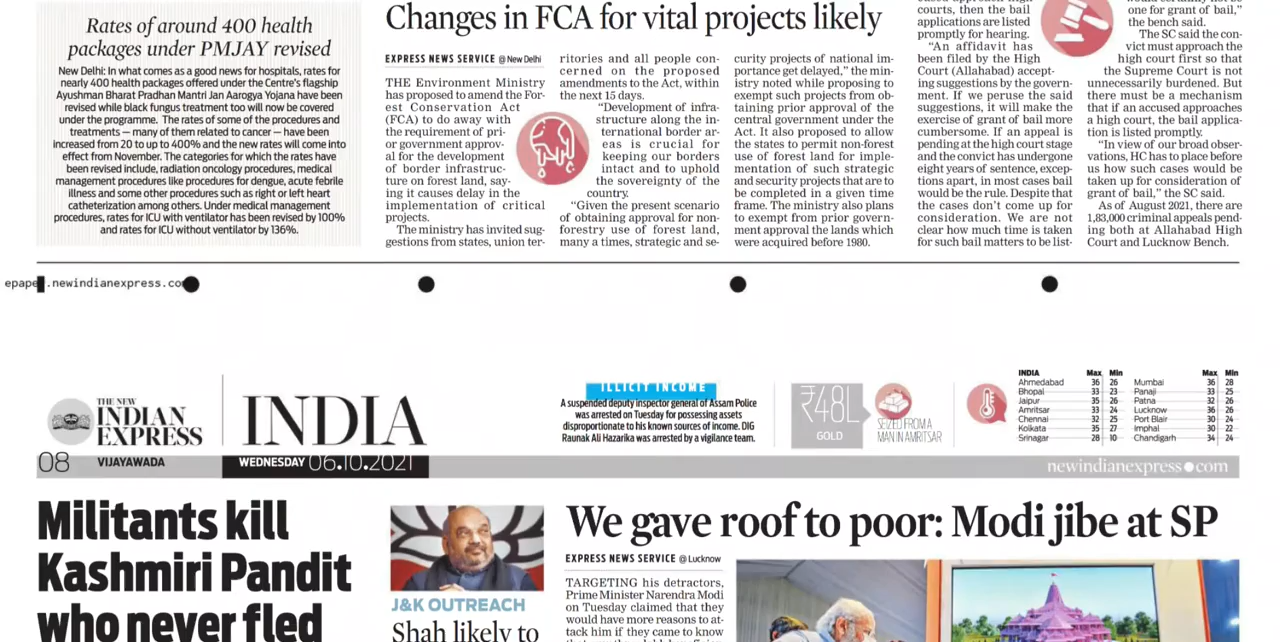 Rates of around 400 health
packages under PMJAY revised
New Delhi: In what comes as a good news for hospitals, rates for
nearly 400 health packages offered under the Centre's flagship
Ayushman Bharat Pradhan Mantri Jan Aarogya Yojana have been
revised while black fungus treatment too will now be covered
under the programme. The rates of some of the procedures and
treatments — many of them related to cancer — have been
increased from 20 to up to 400% and the new rates will come into
effect from November. The categories for which the rates have
been revised include, radiation oncology procedures, medical
management procedures like procedures for dengue, acute febrile
illness and some other procedures such as right or left heart
catheterization among others. Under medical management
procedures, rates for ICU with ventilator has been revised by 100%
and rates for ICU without ventilator by 136%.
Changes in FCA for vital projects likely
EXPRESS NEWS SERVICE @ New Delhi
THE Environment Ministry
has proposed to amend the For-
est Conservation Act
(FCA) to do away with
the requirement of pri-
or government approv-
al for the development
of border infrastruc-
ture on forest land, say-
ing it causes delay in the
implementation of critical
projects.
The ministry has invited sug-
gestions from states, union ter-
ritories and all people con-
cerned on the proposed
amendments to the Act, within
the next 15 days.
"Development of infra-
structure along the in-
ternational border ar-
eas is crucial for
keeping our borders
intact and to uphold
the sovereignty of the
country.
"Given the present scenario
of obtaining approval for non-
forestry use of forest land,
many a times, strategic and se-
curity projects of national im-
portance get delayed," the min-
istry noted while proposing to
exempt such projects from ob-
taining prior approval of the
central government under the
Act. It also proposed to allow
the states to permit non-forest
use of forest land for imple-
mentation of such strategic
and security projects that are to
be completed in a given time
frame. The ministry also plans
to exempt from prior govern-
ment approval the lands which
were acquired before 1980.
courts, then the bail
applications are listed
promptly for hearing.
"An affidavit has
been filed by the High
Court (Allahabad) accept-
ing suggestions by the govern-
ment. If we peruse the said
suggestions, it will make the
exercise of grant of bail more
cumbersome. If an appeal is
pending at the high court stage
and the convict has undergone
eight years of sentence, excep-
tions apart, in most cases bail
would be the rule. Despite that
the cases don't come up for
consideration. We are not
clear how much time is taken
for such bail matters to be list-
one for grant of bail,"
the bench said.
The SC said the con-
vict must approach the
high court first so that
the Supreme Court is not
unnecessarily burdened. But
there must be a mechanism
that if an accused approaches
a high court, the bail applica-
tion is listed promptly.
"In view of our broad obser-
vations, HC has to place before
us how such cases would be
taken up for consideration of
grant of bail," the SC said.
As of August 2021, there are
1,83,000 criminal appeals pend-
ing both at Allahabad High
Court and Lucknow Bench.
epaper.newindianexpress.com
THE NEW
INDIAN
EXPRESS
INDIA
ILLICIT INCOME
A suspended deputy inspector general of Assam Police
was arrested on Tuesday for possessing assets
disproportionate to his known sources of income. DIG
Raunak Ali Hazarika was arrested by a vigilance team.
₹48L
GOLD
SEIZED FROM A
MAN IN AMRITSAR
INDIA Max Min
Ahmedabad 36 26
Bhopal 33 23
Jaipur 35 26
Amritsar 33 24
Chennai 32 25
Kolkata 35 27
Srinagar 28 10
Max Min
Mumbai 36 28
Panaji 33 25
Patna 32 26
Lucknow 36 26
Port Blair 30 24
Imphal 30 22
Chandigarh 34 24
08 VIJAYAWADA WEDNESDAY 06.10.2021 newindianexpress.com
Militants kill
Kashmiri Pandit
who never fled
J&K OUTREACH
Shah likely to
We gave roof to poor: Modi jibe at SP
EXPRESS NEWS SERVICE @ Lucknow
TARGETING his detractors,
Prime Minister Narendra Modi
on Tuesday claimed that they
would have more reasons to at-
tack him if they came to know